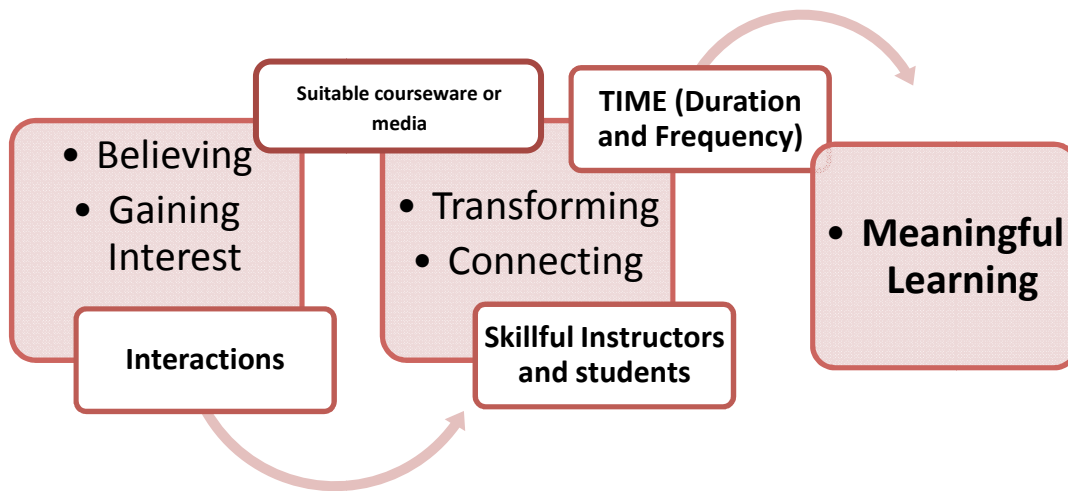 • Believing
• Gaining
Interest
Interactions
Suitable courseware or
media
• Transforming
• Connecting
Skillful Instructors
and students
TIME (Duration
and Frequency)
• Meaningful
Learning